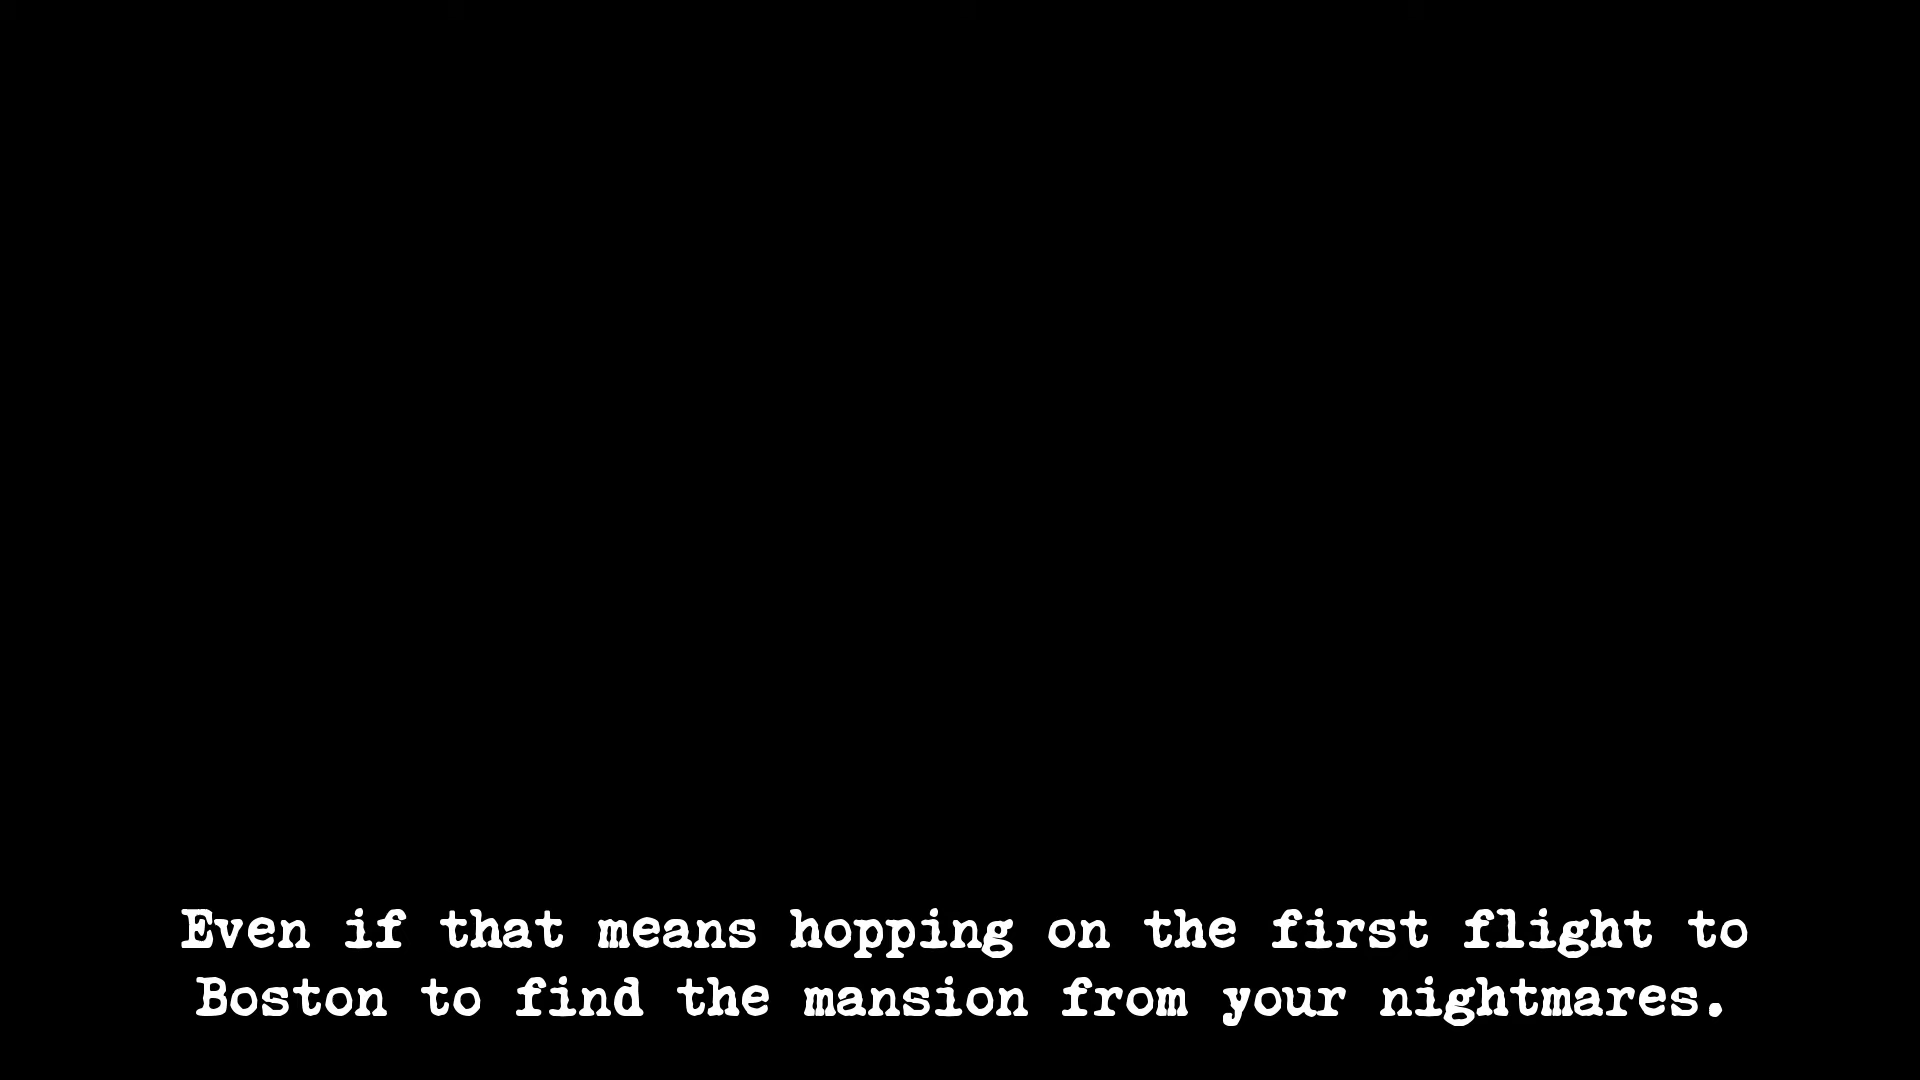 Even if that means hopping on the first flight to
Boston to find the mansion from your nightmares.